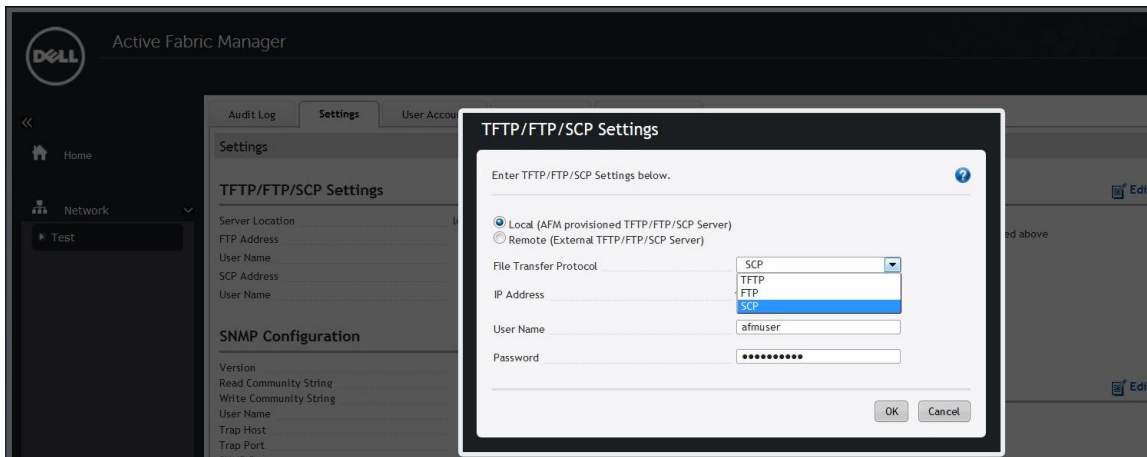 DELL
Active Fabric Manager
Audit Log
Settings
User Accou
Settings
Home
Network
Test
TFTP/FTP/SCP Settings
Server Location
FTP Address
User Name
SCP Address
User Name
Edi
ed above
SNMP Configuration
Version
Read Community String
Write Community String
User Name
Trap Host
Trap Port
Edi
TFTP/FTP/SCP Settings
Enter TFTP/FTP/SCP Settings below.
?
Local (AFM provisioned TFTP/FTP/SCP Server)
Remote (External TFTP/FTP/SCP Server)
File Transfer Protocol
SCP
TFTP
FTP
SCP
IP Address
User Name
afmuser
Password
OK
Cancel